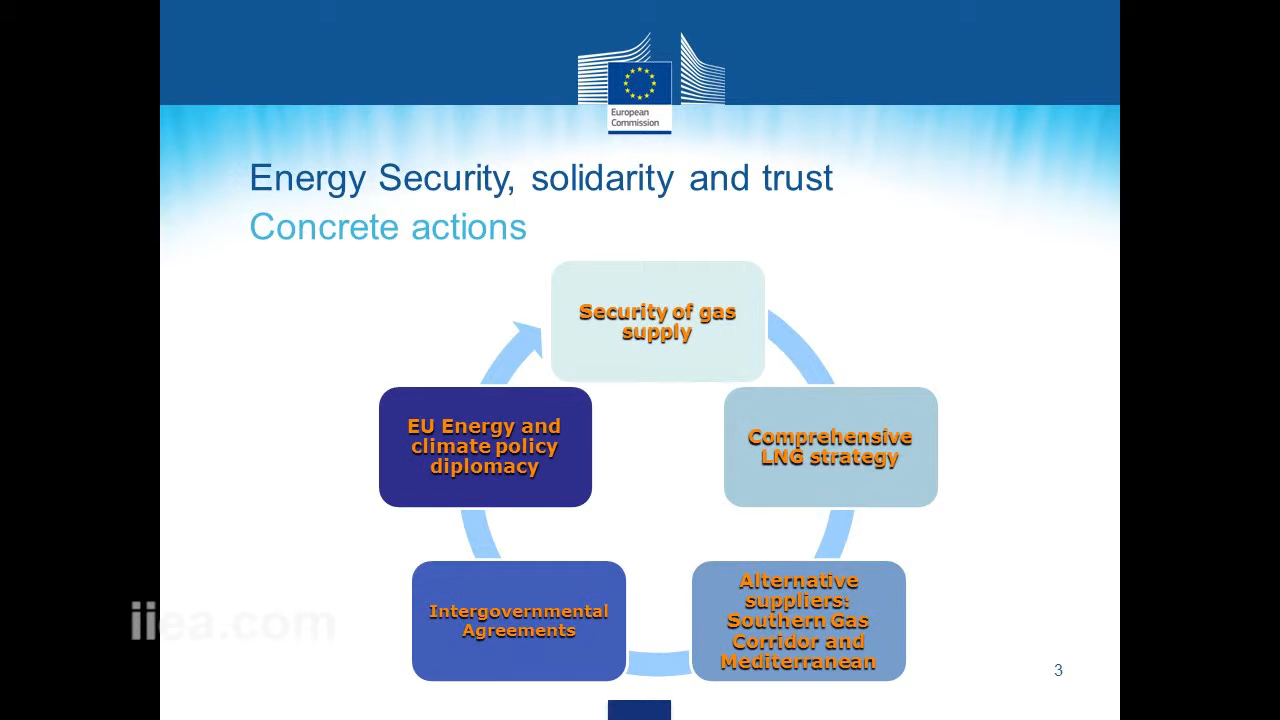 European
Commission
Energy Security, solidarity and trust
Concrete actions
Security of gas
supply
Comprehensive
LNG strategy
Alternative
suppliers:
Southern Gas
Corridor and
Mediterranean
Intergovernmental
Agreements
EU Energy and
climate policy
diplomacy
iiea.com
3